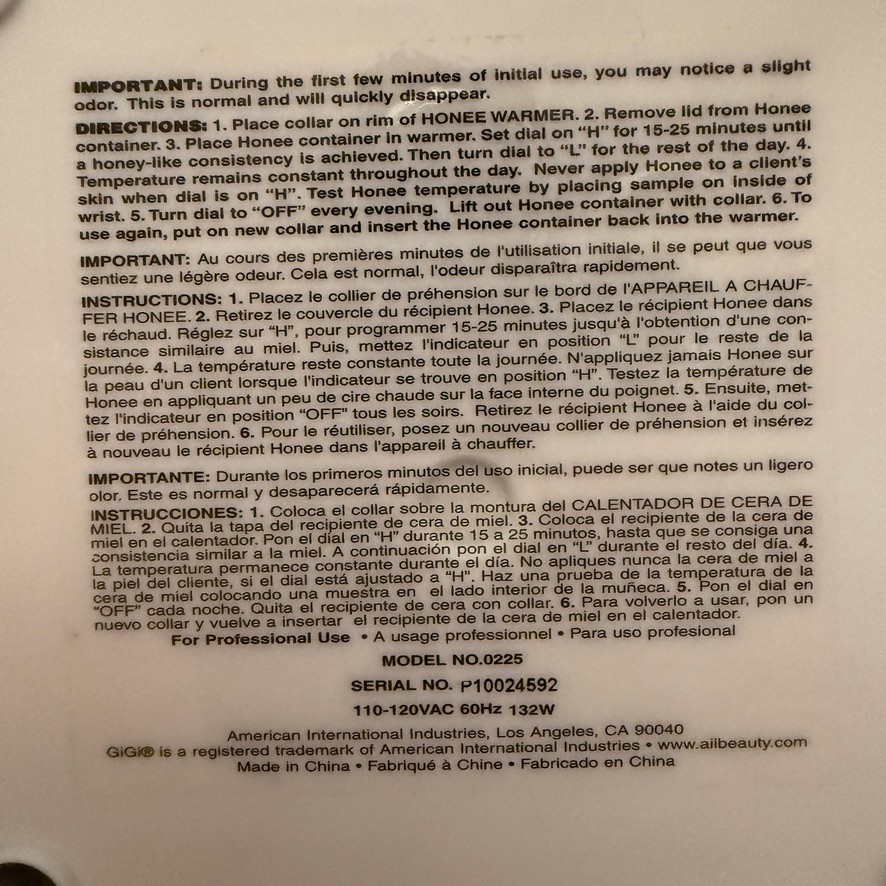 IMPORTANT: During the first few minutes of initial use, you may notice a slight
odor. This is normal and will quickly disappear.
DIRECTIONS: 1. Place collar on rim of HONEE WARMER. 2. Remove lid from Honee
container. 3. Place Honee container in warmer. Set dial on "H" for 15-25 minutes until
a honey-like consistency is achieved. Then turn dial to "L" for the rest of the day. 4.
Temperature remains constant throughout the day. Never apply Honee to a client's
skin when dial is on "H". Test Honee temperature by placing sample on inside of
wrist. 5. Turn dial to "OFF" every evening. Lift out Honee container with collar. 6. To
use again, put on new collar and insert the Honee container back into the warmer.
IMPORTANT: Au cours des premières minutes de l'utilisation initiale, il se peut que vous
sentiez une légère odeur. Cela est normal, l'odeur disparaîtra rapidement.
INSTRUCTIONS: 1. Placez le collier de préhension sur le bord de l'APPAREIL A CHAUF-
FER HONEE. 2. Retirez le couvercle du récipient Honee. 3. Placez le récipient Honee dans
le réchaud. Réglez sur "H", pour programmer 15-25 minutes jusqu'à l'obtention d'une con-
sistance similaire au miel. Puis, mettez l'indicateur en position "L" pour le reste de la
journée. 4. La température reste constante toute la journée. N'appliquez jamais Honee sur
la peau d'un client lorsque l'indicateur se trouve en position "H". Testez la température de
Honee en appliquant un peu de cire chaude sur la face interne du poignet. 5. Ensuite, met-
tez l'indicateur en position "OFF" tous les soirs. Retirez le récipient Honee à l'aide du col-
lier de préhension. 6. Pour le réutiliser, posez un nouveau collier de préhension et insérez
à nouveau le récipient Honee dans l'appareil à chauffer.
IMPORTANTE: Durante los primeros minutos del uso inicial, puede ser que notes un ligero
olor. Este es normal y desaparecerá rápidamente.
INSTRUCCIONES: 1. Coloca el collar sobre la montura del CALENTADOR DE CERA DE
MIEL. 2. Quita la tapa del recipiente de cera de miel. 3. Coloca el recipiente de la cera de
miel en el calentador. Pon el dial en "H" durante 15 a 25 minutos, hasta que se consiga una
consistencia similar a la miel. A continuación pon el dial en "L" durante el resto del día. 4.
La temperatura permanece constante durante el día. No apliques nunca la cera de miel a
la piel del cliente, si el dial está ajustado a "H". Haz una prueba de la temperatura de la
cera de miel colocando una muestra en el lado interior de la muñeca. 5. Pon el dial en
"OFF" cada noche. Quita el recipiente de cera con collar. 6. Para volverlo a usar, pon un
nuevo collar y vuelve a insertar el recipiente de la cera de miel en el calentador.
For Professional Use • A usage professionnel • Para uso profesional
MODEL NO.0225
SERIAL NO. P10024592
110-120VAC 60Hz 132W
American International Industries, Los Angeles, CA 90040
GiGi® is a registered trademark of American International Industries • www.ailbeauty.com
Made in China • Fabriqué à Chine • Fabricado en China